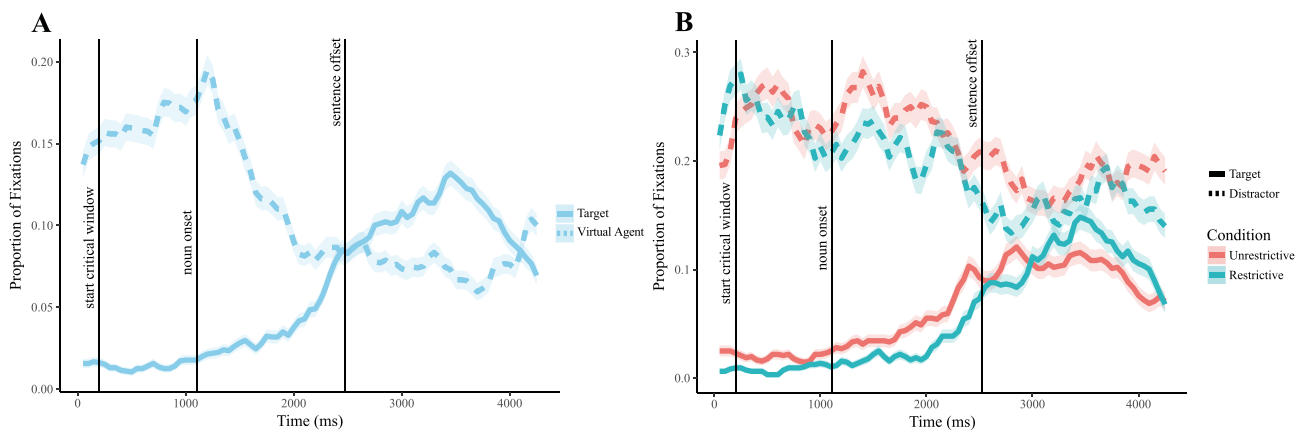 A
Proportion of Fixations
0.20
0.15
0.10
0.05
0.00
start critical window
noun onset
sentence offset
0
1000
2000
3000
4000
Time (ms)
Target
Virtual Agent
B
Proportion of Fixations
0.3
0.2
0.1
0.0
start critical window
noun onset
sentence offset
0
1000
2000
3000
4000
Time (ms)
Target
Distractor
Condition
Unrestrictive
Restrictive